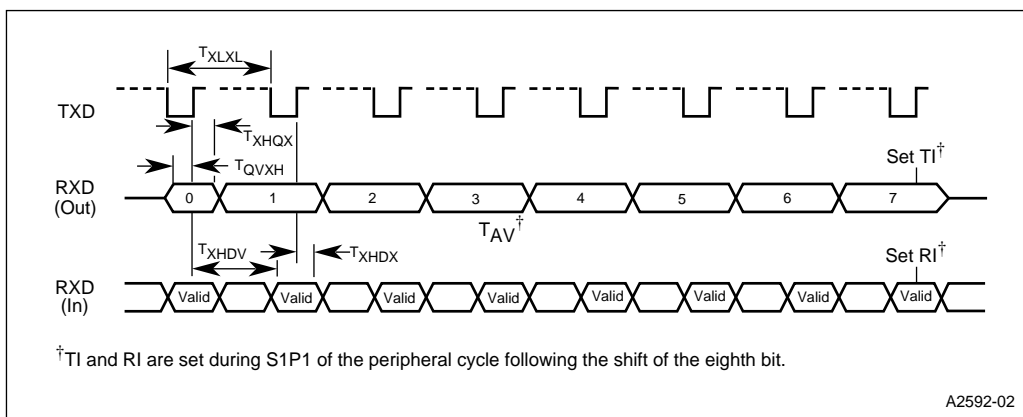 TXLXL
TXD
TXHQX
TQVXH
Set TI†
RXD
(Out)
0 1 2 3 4 5 6 7
TAV†
TXHDV
TXHDX
Set RI†
RXD
(In)
Valid Valid Valid Valid Valid Valid Valid Valid
†TI and RI are set during S1P1 of the peripheral cycle following the shift of the eighth bit.
A2592-02